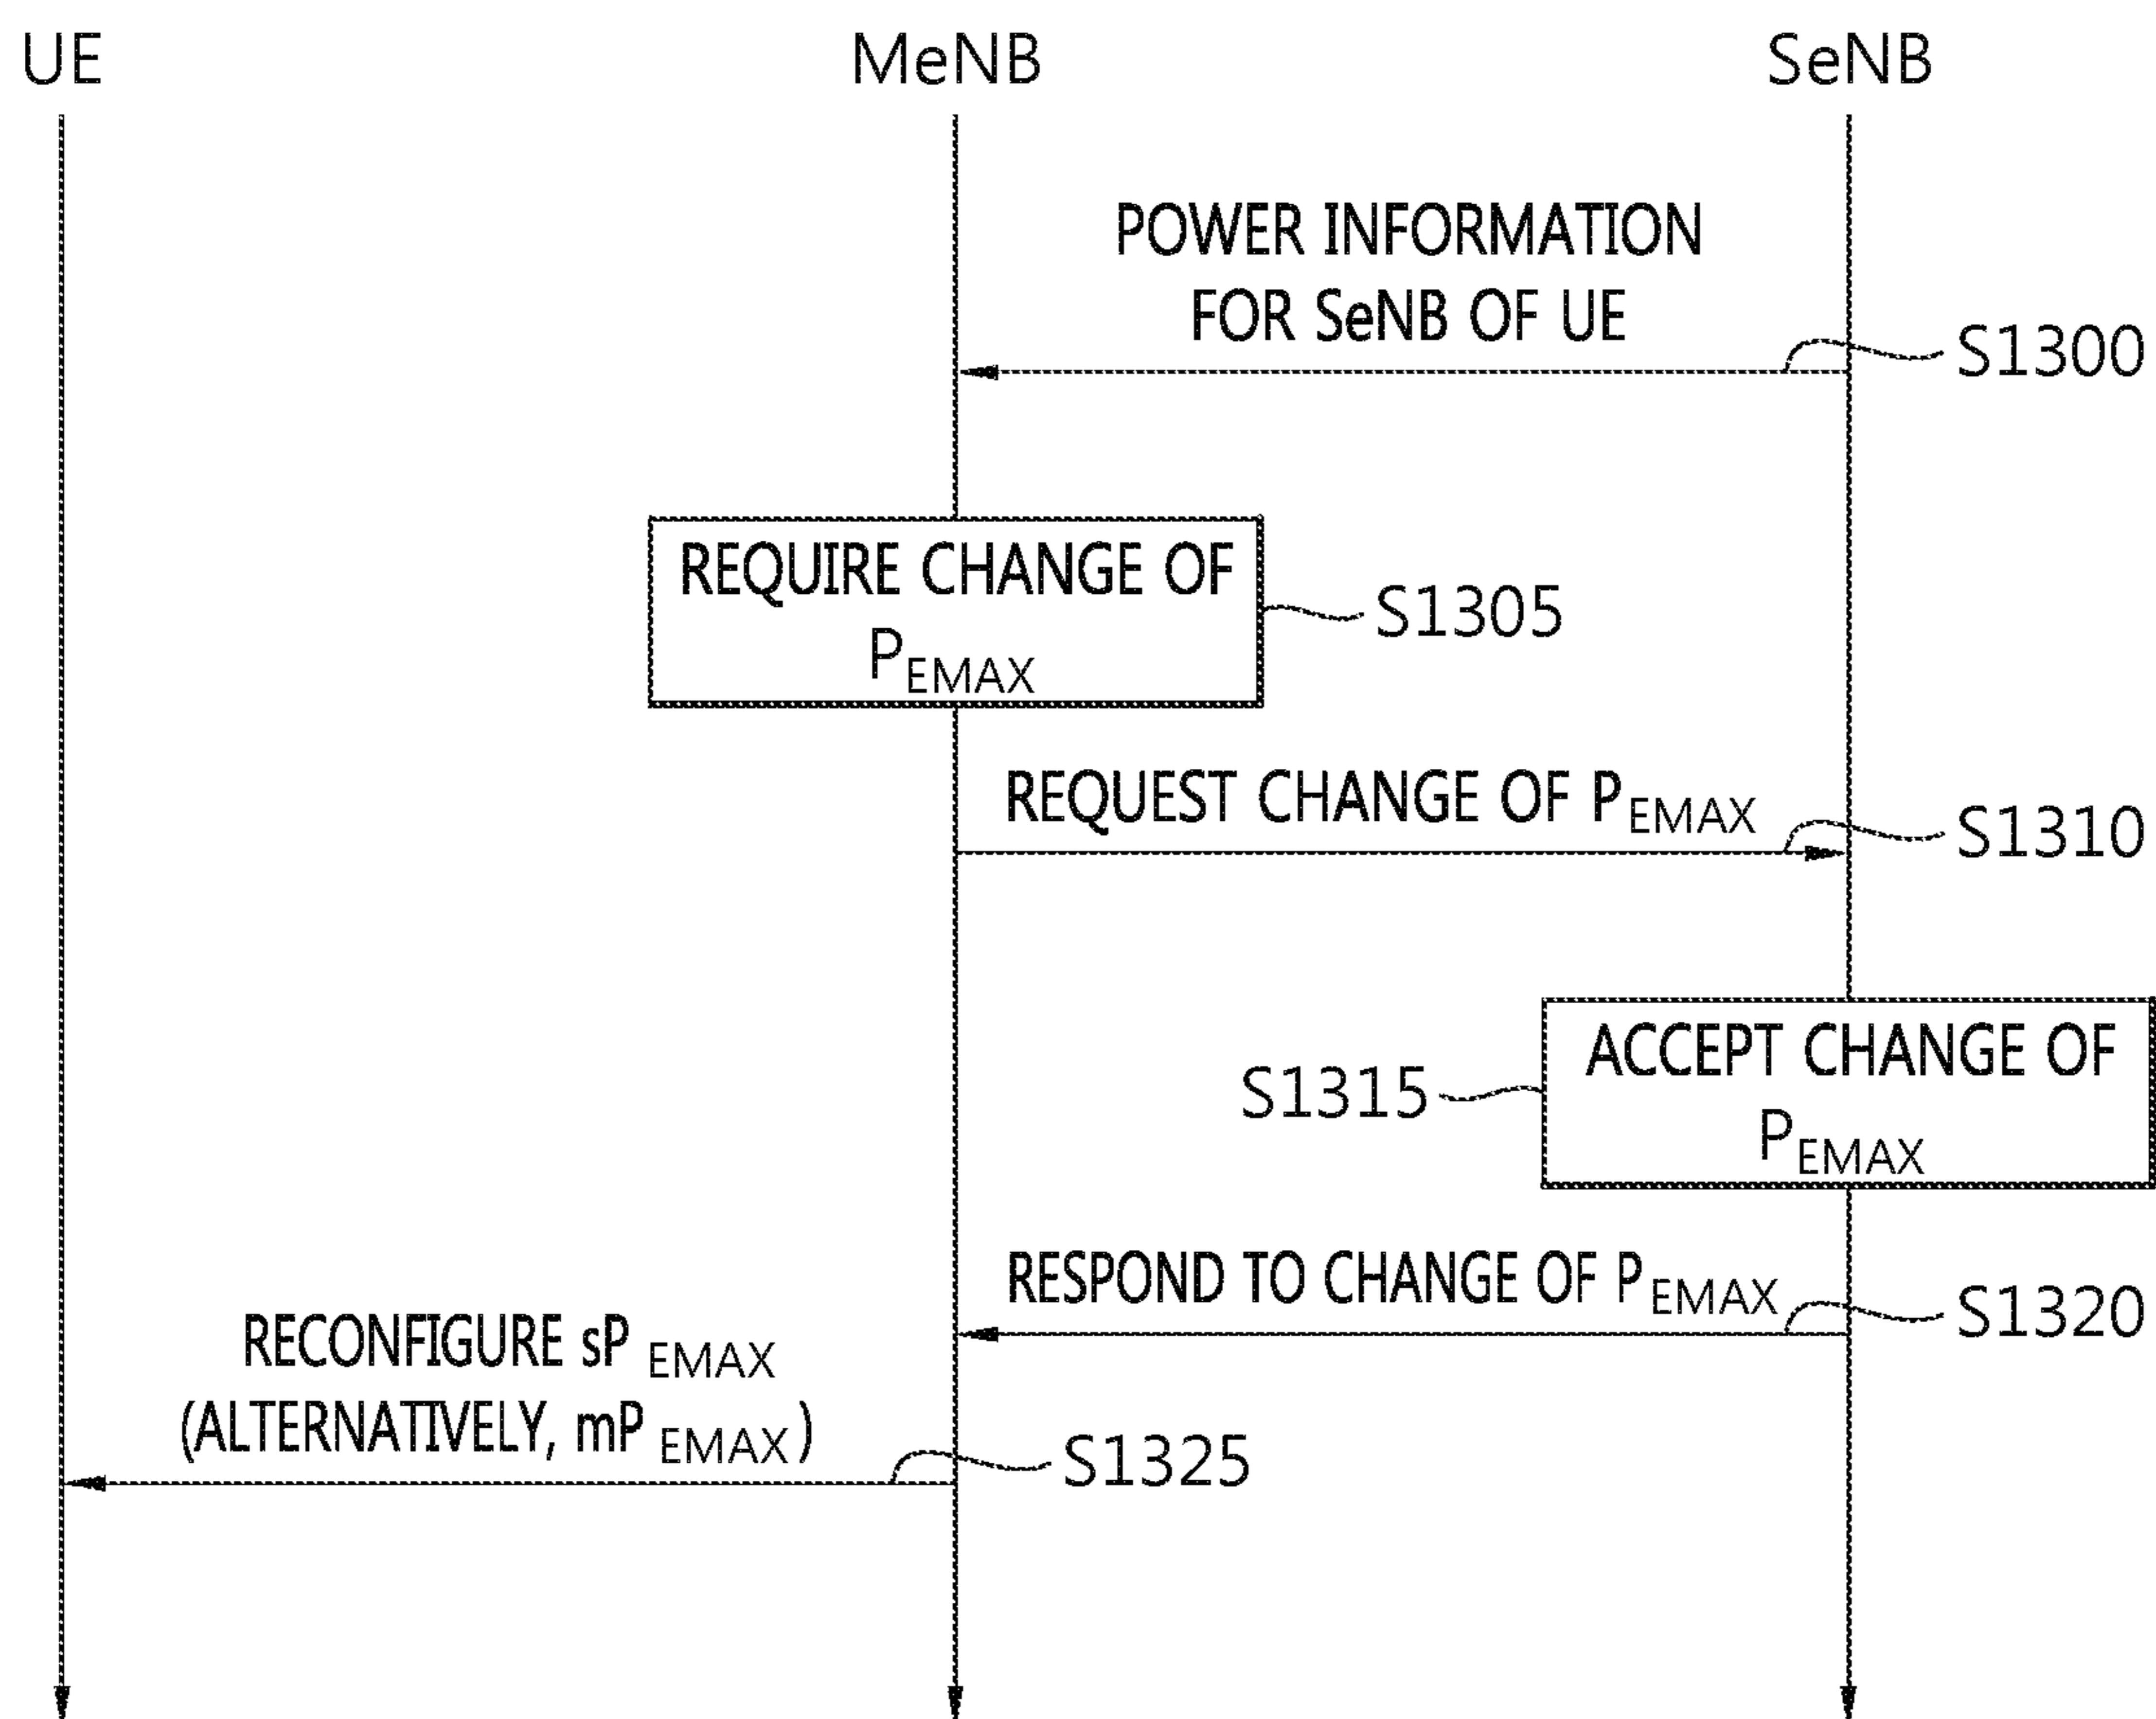 UE MeNB SeNB
POWER INFORMATION
FOR SeNB OF UE
S1300
REQUIRE CHANGE OF
PEMAX
S1305
REQUEST CHANGE OF PEMAX
S1310
ACCEPT CHANGE OF
PEMAX
S1315
RESPOND TO CHANGE OF PEMAX
S1320
RECONFIGURE sP EMAX
(ALTERNATIVELY, mP EMAX)
S1325